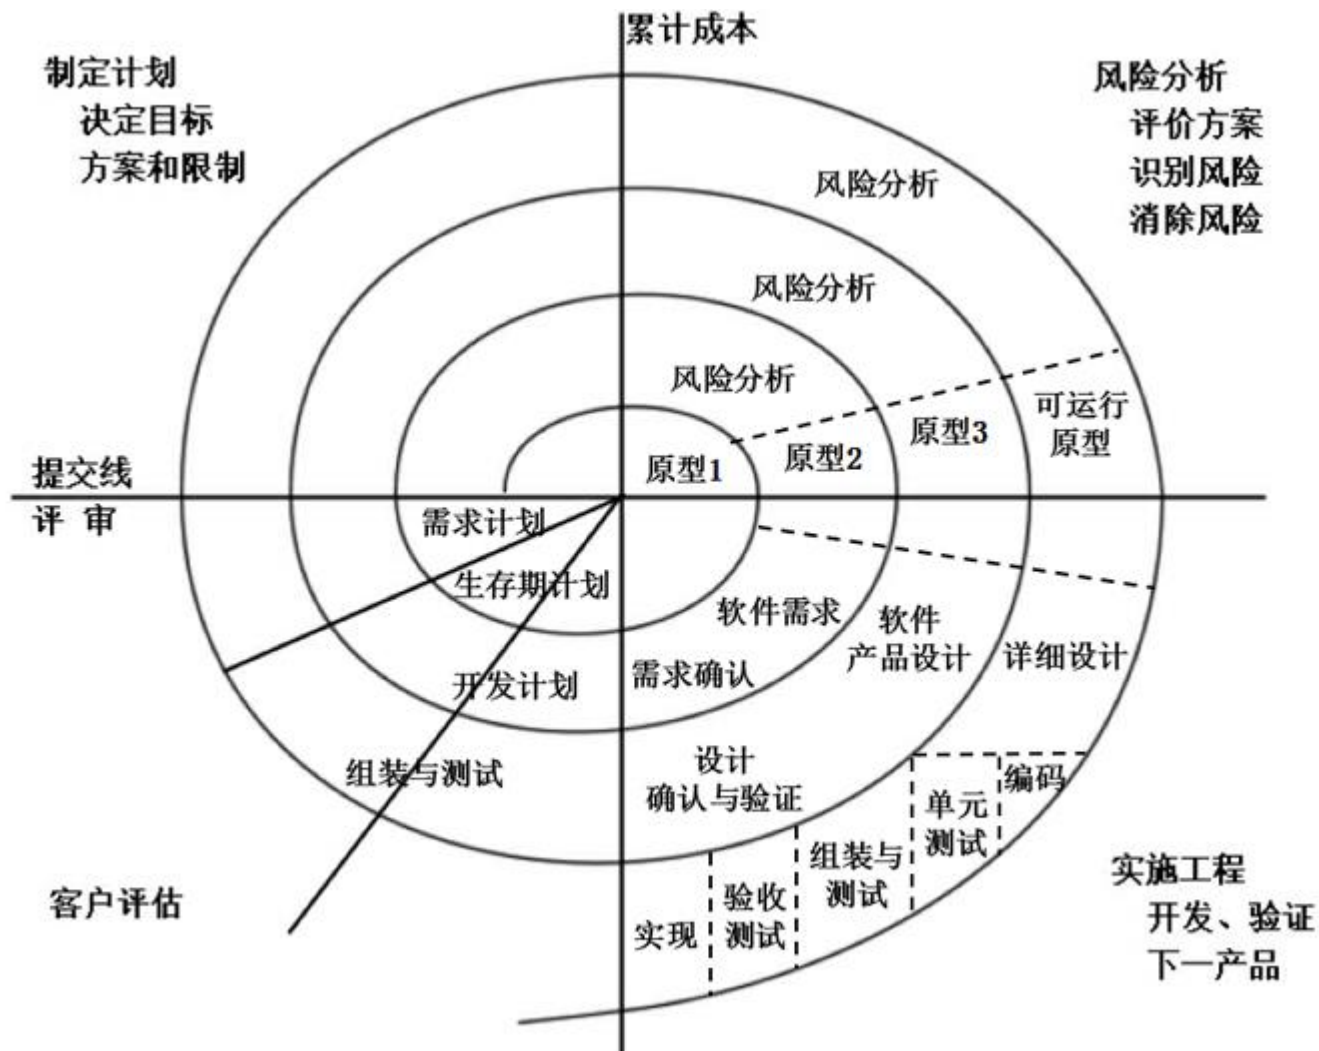 累计成本
制定计划
决定目标
方案和限制
风险分析
评价方案
识别风险
消除风险
风险分析
风险分析
风险分析
可运行
原型
原型3
原型2
原型1
提交线
评 审
需求计划
生存期计划
软件需求
软件
产品设计
详细设计
需求确认
开发计划
设计
确认与验证
组装与测试
编码
单元
测试
组装与
测试
验收
测试
实现
客户评估
实施工程
开发、验证
下一产品